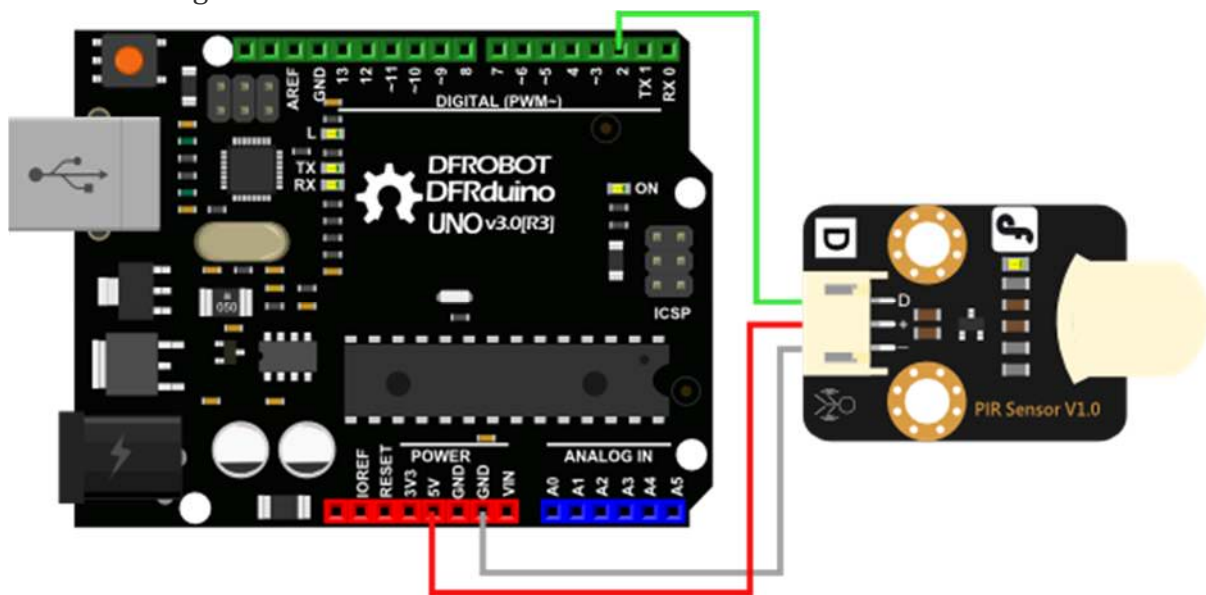 AREF
GND
13
12
~11
~10
~9
8
7
~6
~5
4
~3
2
TX 1
RX 0
DIGITAL (PWM~)
L
TX
RX
DFROBOT
DFRduino
UNO v3.0[R3]
ON
ICSP
050
D
D
+
−
PIR Sensor V1.0
POWER
ANALOG IN
IOREF
RESET
3V3
5V
GND
GND
VIN
A0
A1
A2
A3
A4
A5